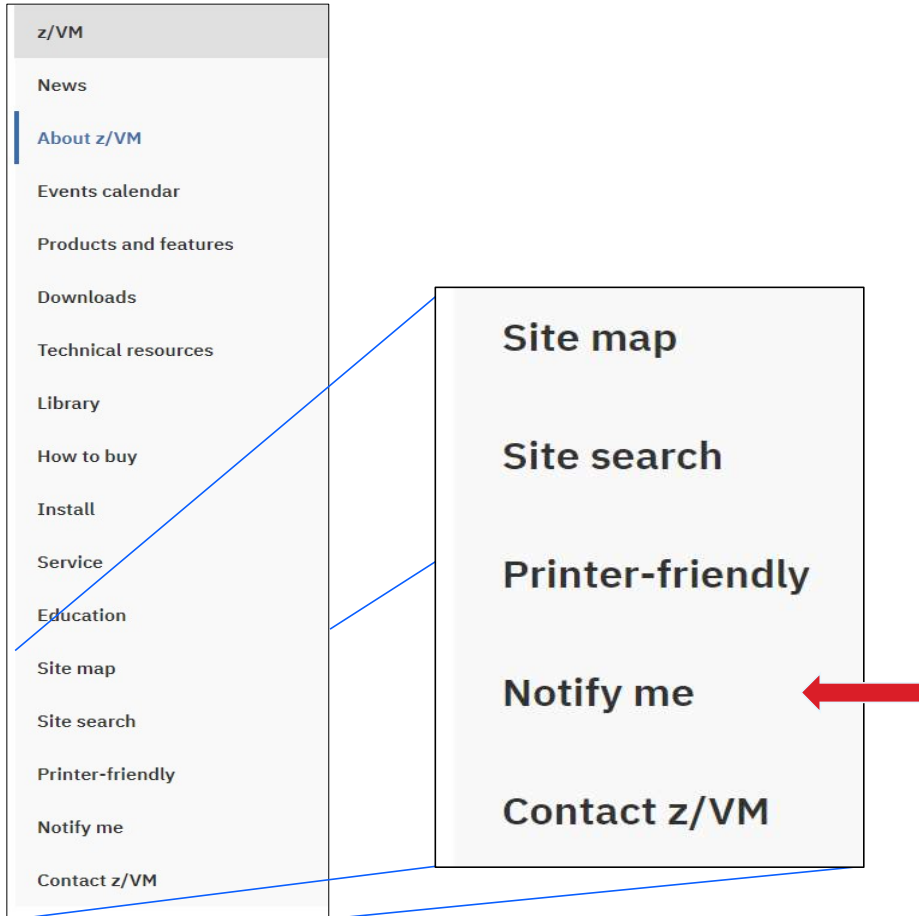 z/VM
News
About z/VM
Events calendar
Products and features
Downloads
Technical resources
Library
How to buy
Install
Service
Education
Site map
Site search
Printer-friendly
Notify me
Contact z/VM
Site map
Site search
Printer-friendly
Notify me
Contact z/VM